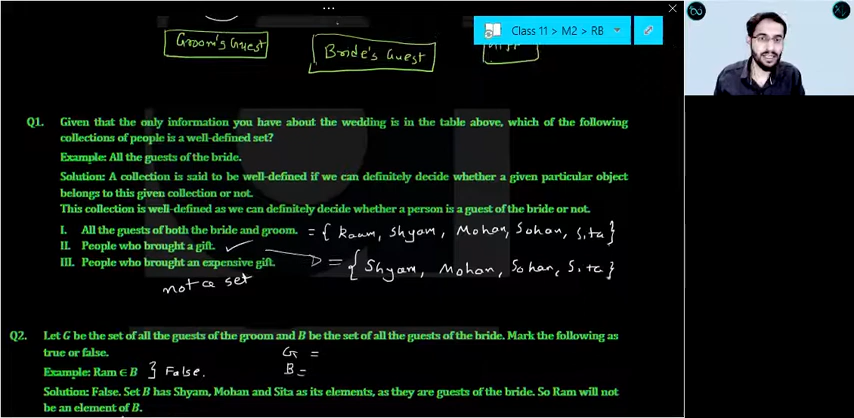 Groom's Guest
Bride's Guest
Class 11 > M2 > RB
Q1. Given that the only information you have about the wedding is in the table above, which of the following
collections of people is a well-defined set?
Example: All the guests of the bride.
Solution: A collection is said to be well-defined if we can definitely decide whether a given particular object
belongs to this given collection or not.
This collection is well-defined as we can definitely decide whether a person is a guest of the bride or not.
I. All the guests of both the bride and groom. = { Raam, Shyam, Mohan, Sohan, Sita}
II. People who brought a gift.
III. People who brought an expensive gift. = { Shyam, Mohan, Sohan, Sita}
not a set
Q2. Let G be the set of all the guests of the groom and B be the set of all the guests of the bride. Mark the following as
true or false.
G =
Example: Ram ∈ B } False.
B =
Solution: False. Set B has Shyam, Mohan and Sita as its elements, as they are guests of the bride. So Ram will not
be an element of B.